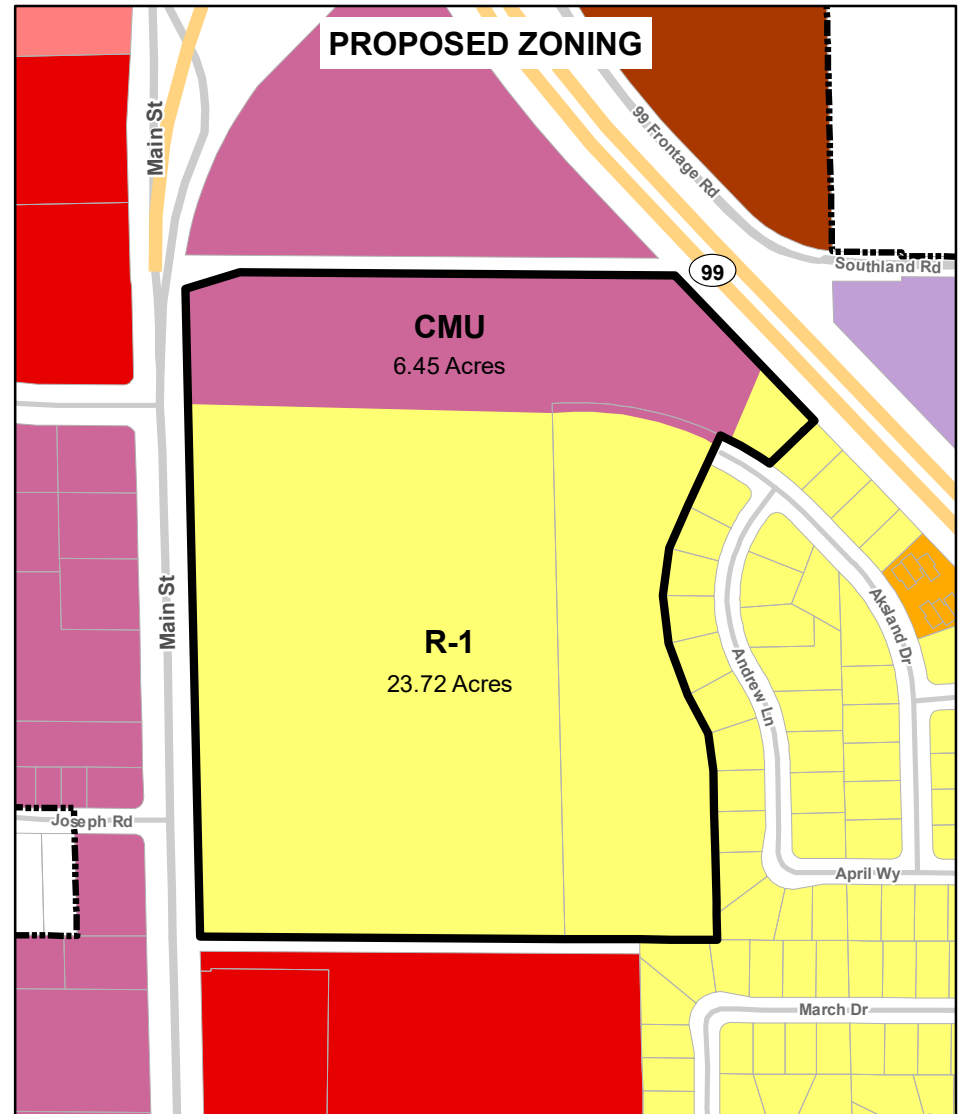 PROPOSED ZONING
Main St
99 Frontage Rd
99
Southland Rd
CMU
6.45 Acres
Main St
R-1
23.72 Acres
Aksland Dr
Andrew Ln
Joseph Rd
April Wy
March Dr